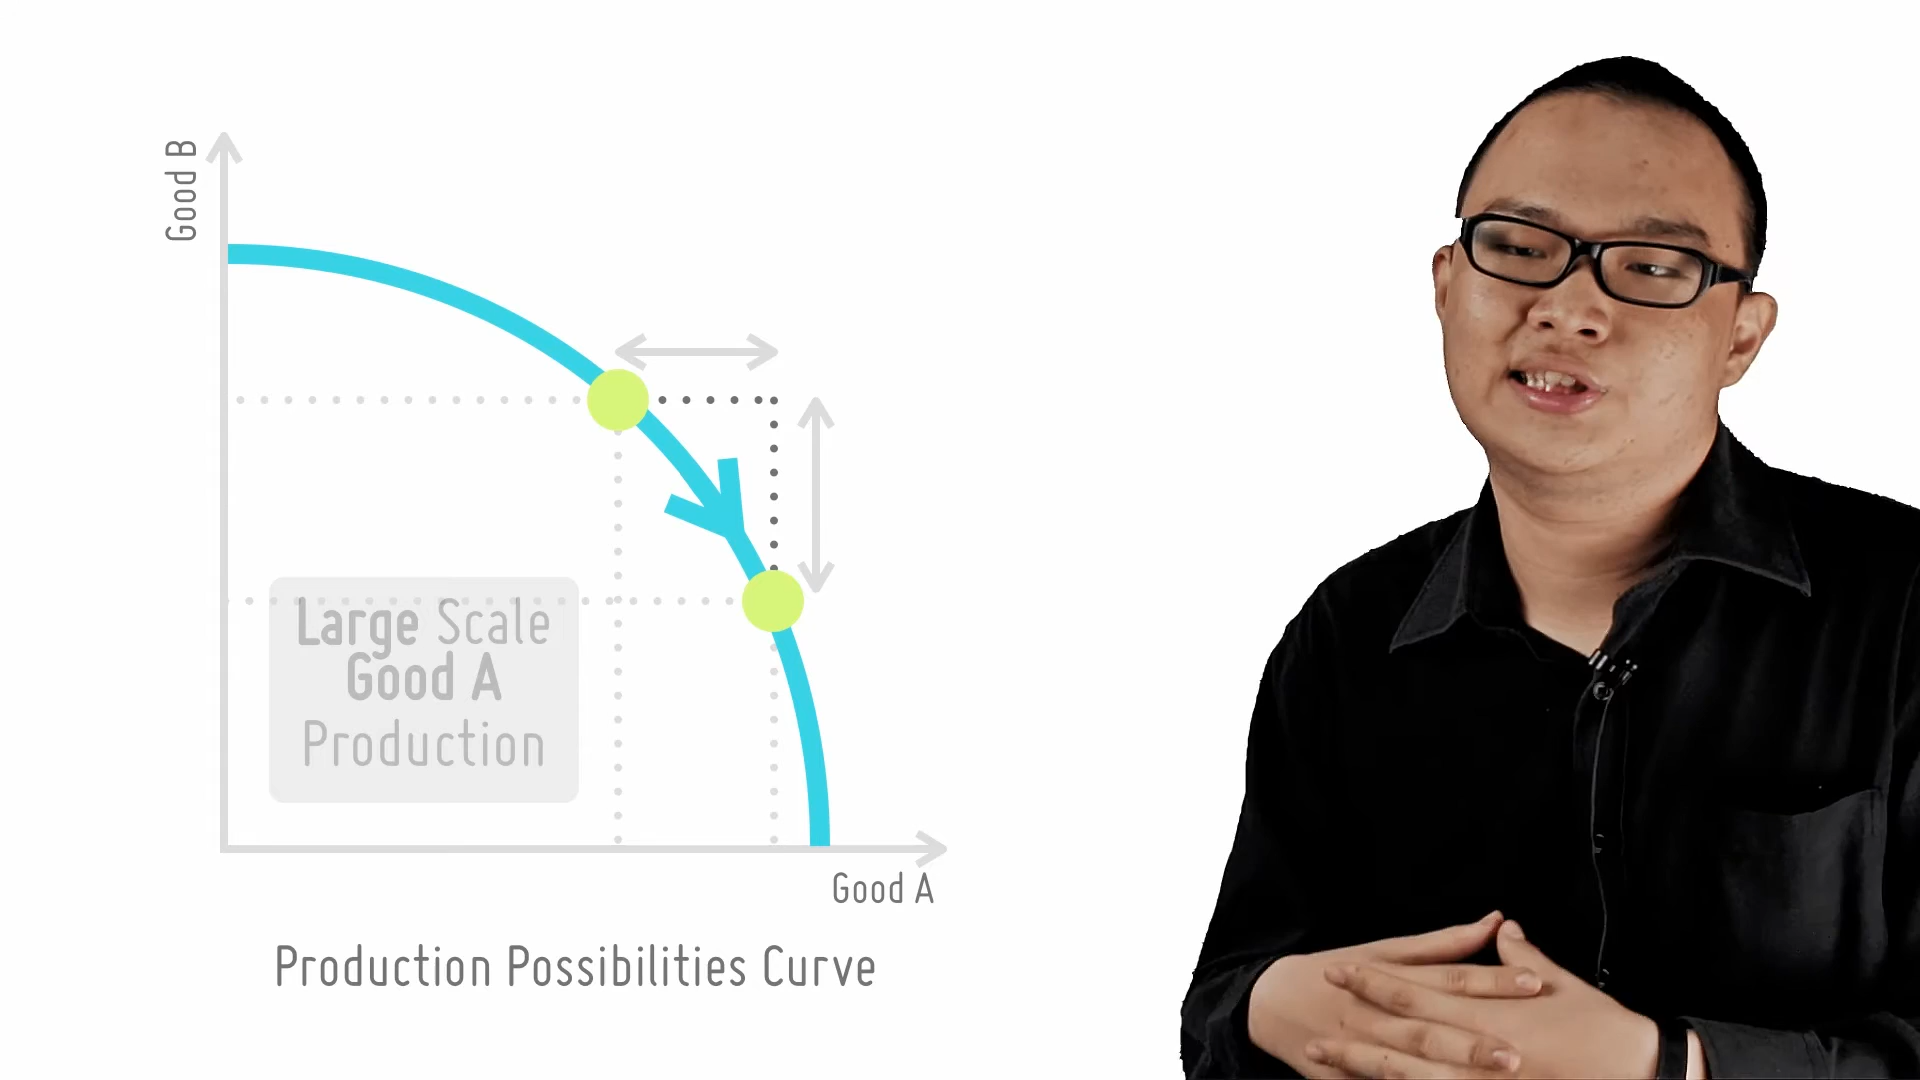 Good B
Large Scale
Good A
Production
Good A
Production Possibilities Curve